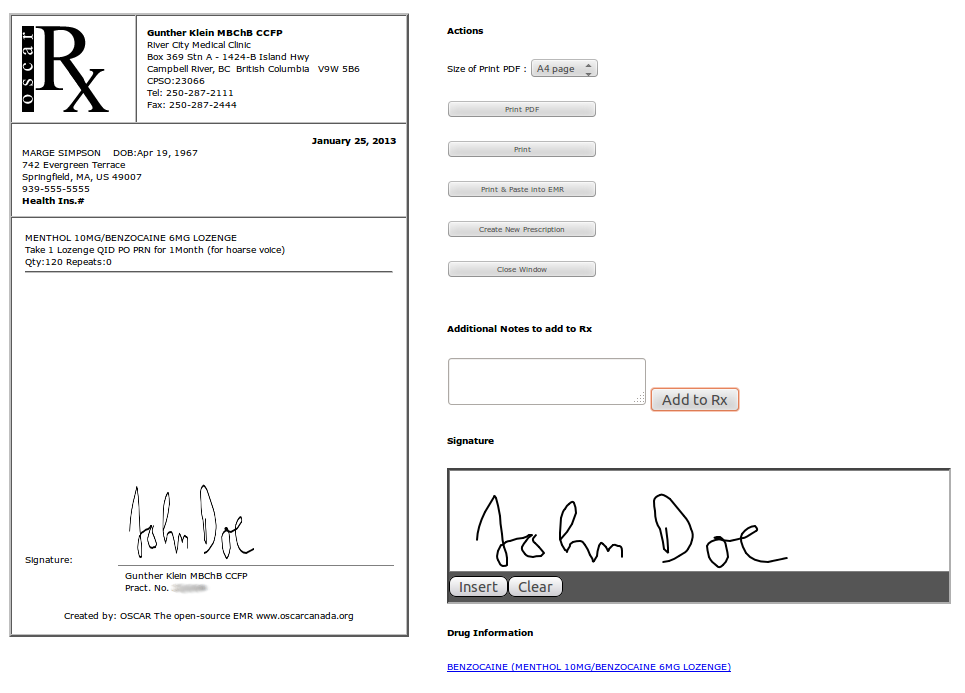 oscar
Rx
Gunther Klein MBChB CCFP
River City Medical Clinic
Box 369 Stn A - 1424-B Island Hwy
Campbell River, BC British Columbia V9W 5B6
CPSO:23066
Tel: 250-287-2111
Fax: 250-287-2444
January 25, 2013
MARGE SIMPSON DOB:Apr 19, 1967
742 Evergreen Terrace
Springfield, MA, US 49007
939-555-5555
Health Ins.#
MENTHOL 10MG/BENZOCAINE 6MG LOZENGE
Take 1 Lozenge QID PO PRN for 1Month (for hoarse voice)
Qty:120 Repeats:0
John Doe
Signature:
Gunther Klein MBChB CCFP
Pract. No.
Created by: OSCAR The open-source EMR www.oscarcanada.org
Actions
Size of Print PDF : A4 page
Print PDF
Print
Print & Paste into EMR
Create New Prescription
Close Window
Additional Notes to add to Rx
Add to Rx
Signature
John Doe
Insert Clear
Drug Information
BENZOCAINE (MENTHOL 10MG/BENZOCAINE 6MG LOZENGE)